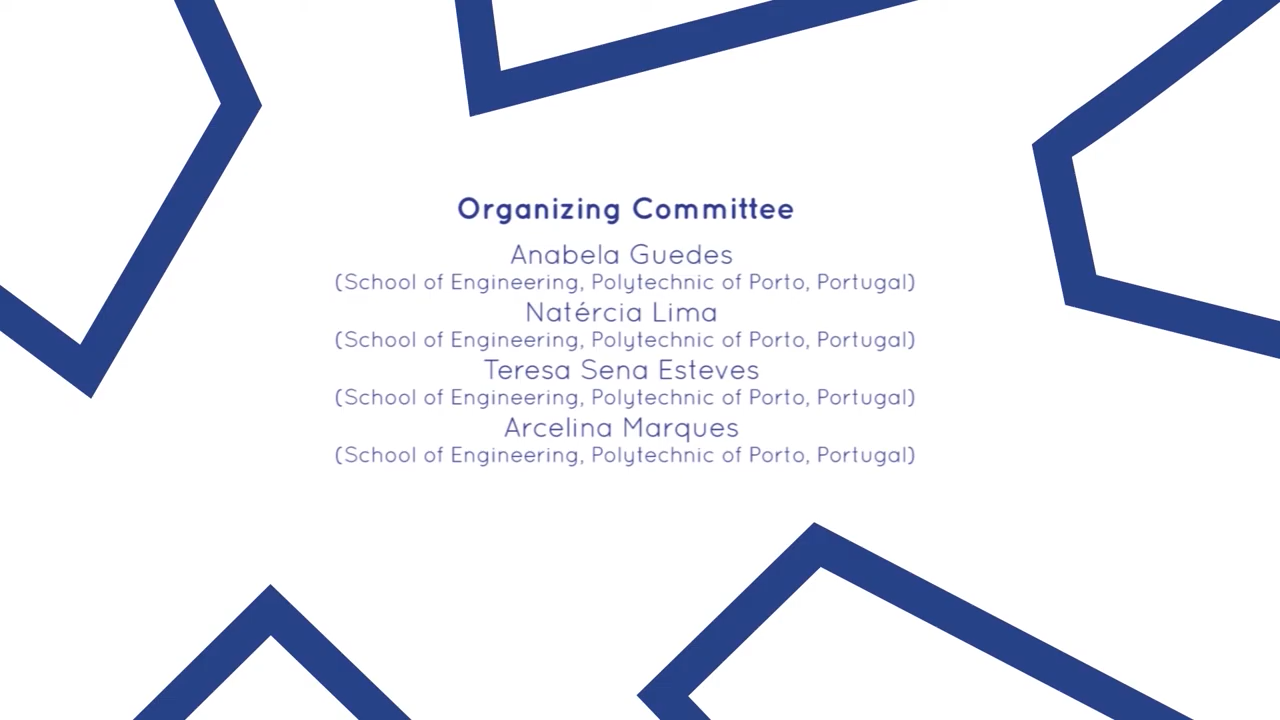 Organizing Committee
Anabela Guedes
(School of Engineering, Polytechnic of Porto, Portugal)
Natércia Lima
(School of Engineering, Polytechnic of Porto, Portugal)
Teresa Sena Esteves
(School of Engineering, Polytechnic of Porto, Portugal)
Arcelina Marques
(School of Engineering, Polytechnic of Porto, Portugal)